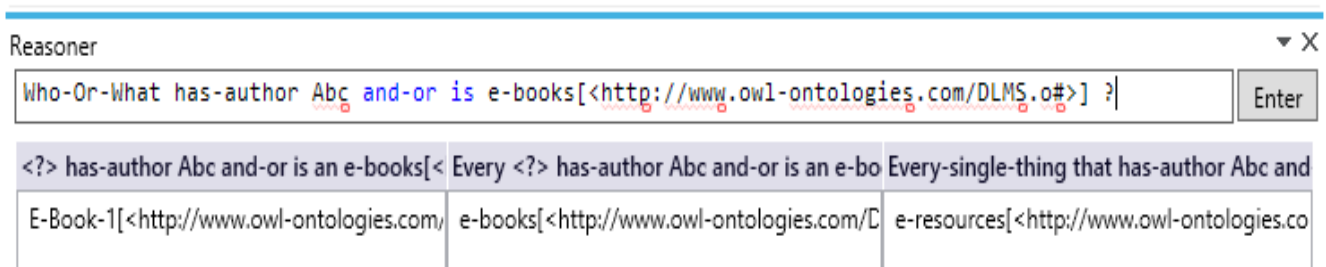 Reasoner
Who-Or-What has-author Abc and-or is e-books[<http://www.owl-ontologies.com/DLMS.o#>] ?
Enter
<?> has-author Abc and-or is an e-books[< Every <?> has-author Abc and-or is an e-bo Every-single-thing that has-author Abc and
E-Book-1[<http://www.owl-ontologies.com/ e-books[<http://www.owl-ontologies.com/D e-resources[<http://www.owl-ontologies.co